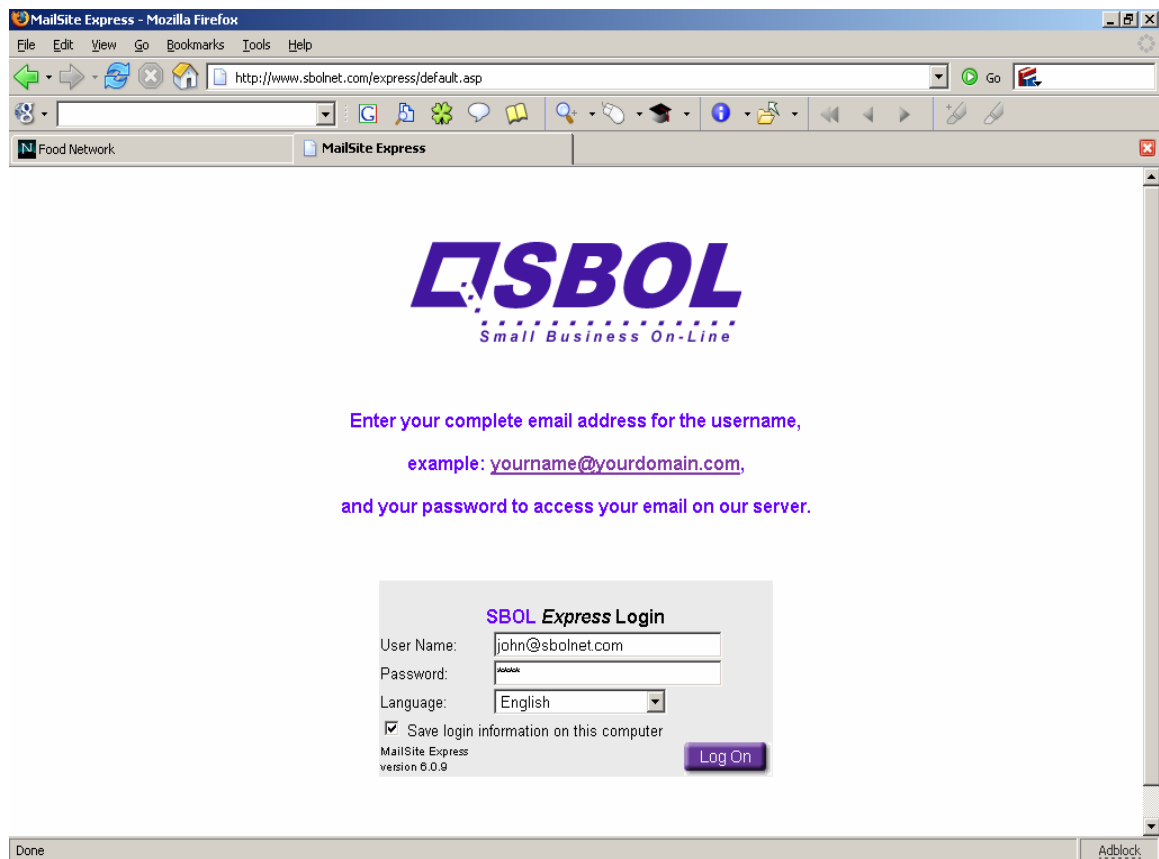 MailSite Express - Mozilla Firefox
File Edit View Go Bookmarks Tools Help
http://www.sbolnet.com/express/default.asp
Go
G
Food Network
MailSite Express
SBOL
Small Business On-Line
Enter your complete email address for the username,
example: yourname@yourdomain.com,
and your password to access your email on our server.
SBOL Express Login
User Name: john@sbolnet.com
Password: *****
Language: English
Save login information on this computer
MailSite Express
version 6.0.9
Log On
Done
Adblock